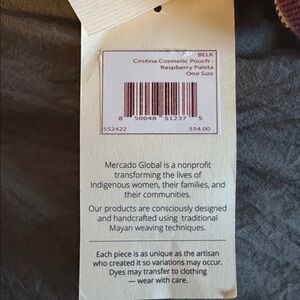 BELK
Cristina Cosmetic Pouch -
Raspberry Paleta
One Size
8 50048 51237 5
SS2422 $54.00
Mercado Global is a nonprofit
transforming the lives of
Indigenous women, their families, and
their communities.
Our products are consciously designed
and handcrafted using traditional
Mayan weaving techniques.
Each piece is as unique as the artisan
who created it so variations may occur.
Dyes may transfer to clothing
— wear with care.